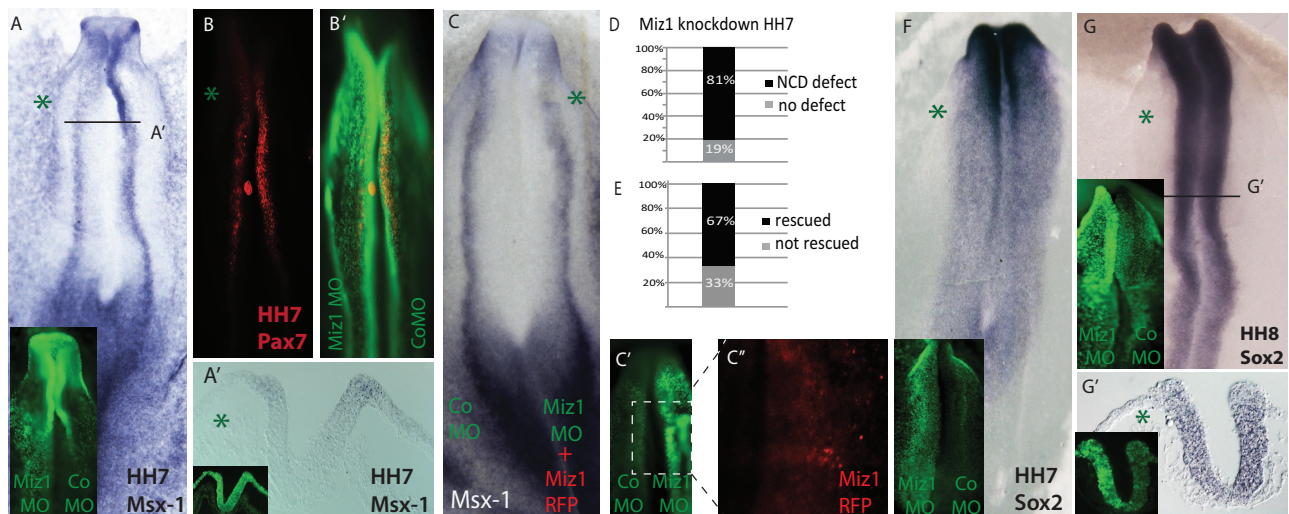 A
*
A'
Miz1 Co
MO MO
HH7
Msx-1
B
*
HH7
Pax7
B'
Miz1 MO
CoMO
A'
*
HH7
Msx-1
C
*
Co
MO
Miz1
MO
+
Miz1
RFP
Msx-1
D Miz1 knockdown HH7
100%
80%
60%
40%
20%
81%
19%
NCD defect
no defect
E
100%
80%
60%
40%
20%
67%
33%
rescued
not rescued
C'
Co Miz1
MO MO
C"
Miz1
RFP
F
*
Miz1 Co
MO MO
HH7
Sox2
G
*
G'
Miz1 Co
MO MO
HH8
Sox2
G'
*